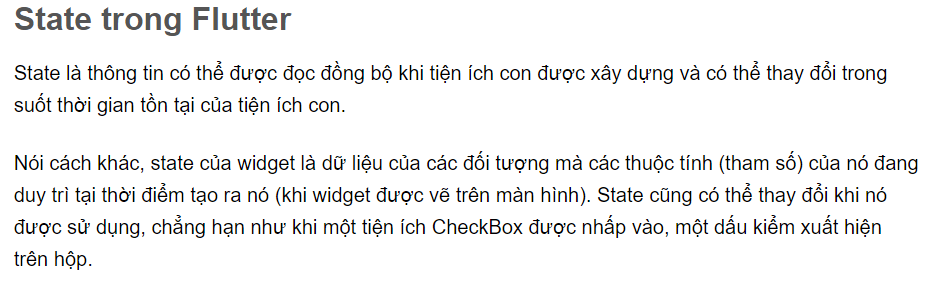 State trong Flutter
State là thông tin có thể được đọc đồng bộ khi tiện ích con được xây dựng và có thể thay đổi trong
suốt thời gian tồn tại của tiện ích con.
Nói cách khác, state của widget là dữ liệu của các đối tượng mà các thuộc tính (tham số) của nó đang
duy trì tại thời điểm tạo ra nó (khi widget được vẽ trên màn hình). State cũng có thể thay đổi khi nó
được sử dụng, chẳng hạn như khi một tiện ích CheckBox được nhấp vào, một dấu kiểm xuất hiện
trên hộp.